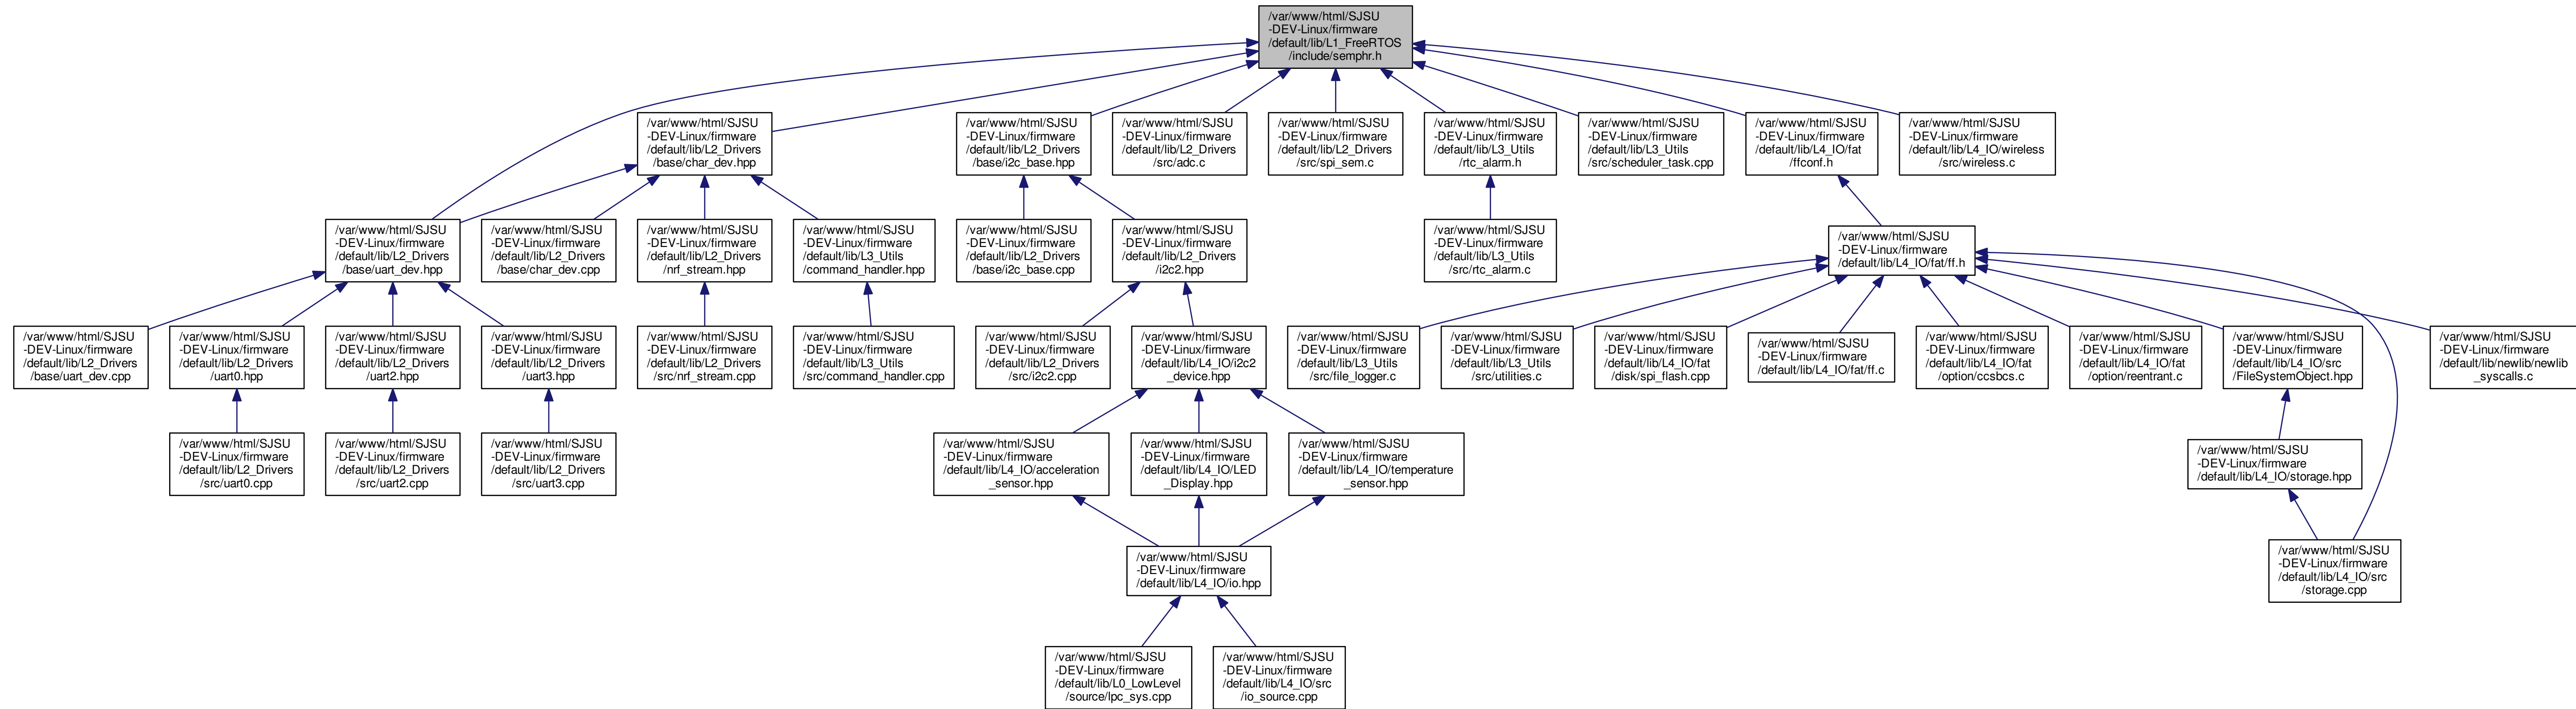 /var/www/html/SJSU
-DEV-Linux/firmware
/default/lib/L1_FreeRTOS
/include/semphr.h
/var/www/html/SJSU
-DEV-Linux/firmware
/default/lib/L2_Drivers
/base/char_dev.hpp
/var/www/html/SJSU
-DEV-Linux/firmware
/default/lib/L2_Drivers
/base/i2c_base.hpp
/var/www/html/SJSU
-DEV-Linux/firmware
/default/lib/L2_Drivers
/src/adc.c
/var/www/html/SJSU
-DEV-Linux/firmware
/default/lib/L2_Drivers
/src/spi_sem.c
/var/www/html/SJSU
-DEV-Linux/firmware
/default/lib/L3_Utils
/rtc_alarm.h
/var/www/html/SJSU
-DEV-Linux/firmware
/default/lib/L3_Utils
/src/scheduler_task.cpp
/var/www/html/SJSU
-DEV-Linux/firmware
/default/lib/L4_IO/fat
/ffconf.h
/var/www/html/SJSU
-DEV-Linux/firmware
/default/lib/L4_IO/wireless
/src/wireless.c
/var/www/html/SJSU
-DEV-Linux/firmware
/default/lib/L2_Drivers
/base/uart_dev.hpp
/var/www/html/SJSU
-DEV-Linux/firmware
/default/lib/L2_Drivers
/base/char_dev.cpp
/var/www/html/SJSU
-DEV-Linux/firmware
/default/lib/L2_Drivers
/nrf_stream.hpp
/var/www/html/SJSU
-DEV-Linux/firmware
/default/lib/L3_Utils
/command_handler.hpp
/var/www/html/SJSU
-DEV-Linux/firmware
/default/lib/L2_Drivers
/base/i2c_base.cpp
/var/www/html/SJSU
-DEV-Linux/firmware
/default/lib/L2_Drivers
/i2c2.hpp
/var/www/html/SJSU
-DEV-Linux/firmware
/default/lib/L3_Utils
/src/rtc_alarm.c
/var/www/html/SJSU
-DEV-Linux/firmware
/default/lib/L4_IO/fat/ff.h
/var/www/html/SJSU
-DEV-Linux/firmware
/default/lib/L2_Drivers
/base/uart_dev.cpp
/var/www/html/SJSU
-DEV-Linux/firmware
/default/lib/L2_Drivers
/uart0.hpp
/var/www/html/SJSU
-DEV-Linux/firmware
/default/lib/L2_Drivers
/uart2.hpp
/var/www/html/SJSU
-DEV-Linux/firmware
/default/lib/L2_Drivers
/uart3.hpp
/var/www/html/SJSU
-DEV-Linux/firmware
/default/lib/L2_Drivers
/src/nrf_stream.cpp
/var/www/html/SJSU
-DEV-Linux/firmware
/default/lib/L3_Utils
/src/command_handler.cpp
/var/www/html/SJSU
-DEV-Linux/firmware
/default/lib/L2_Drivers
/src/i2c2.cpp
/var/www/html/SJSU
-DEV-Linux/firmware
/default/lib/L4_IO/i2c2
_device.hpp
/var/www/html/SJSU
-DEV-Linux/firmware
/default/lib/L3_Utils
/src/file_logger.c
/var/www/html/SJSU
-DEV-Linux/firmware
/default/lib/L3_Utils
/src/utilities.c
/var/www/html/SJSU
-DEV-Linux/firmware
/default/lib/L4_IO/fat
/disk/spi_flash.cpp
/var/www/html/SJSU
-DEV-Linux/firmware
/default/lib/L4_IO/fat/ff.c
/var/www/html/SJSU
-DEV-Linux/firmware
/default/lib/L4_IO/fat
/option/ccsbcs.c
/var/www/html/SJSU
-DEV-Linux/firmware
/default/lib/L4_IO/fat
/option/reentrant.c
/var/www/html/SJSU
-DEV-Linux/firmware
/default/lib/L4_IO/src
/FileSystemObject.hpp
/var/www/html/SJSU
-DEV-Linux/firmware
/default/lib/newlib/newlib
_syscalls.c
/var/www/html/SJSU
-DEV-Linux/firmware
/default/lib/L2_Drivers
/src/uart0.cpp
/var/www/html/SJSU
-DEV-Linux/firmware
/default/lib/L2_Drivers
/src/uart2.cpp
/var/www/html/SJSU
-DEV-Linux/firmware
/default/lib/L2_Drivers
/src/uart3.cpp
/var/www/html/SJSU
-DEV-Linux/firmware
/default/lib/L4_IO/acceleration
_sensor.hpp
/var/www/html/SJSU
-DEV-Linux/firmware
/default/lib/L4_IO/LED
_Display.hpp
/var/www/html/SJSU
-DEV-Linux/firmware
/default/lib/L4_IO/temperature
_sensor.hpp
/var/www/html/SJSU
-DEV-Linux/firmware
/default/lib/L4_IO/storage.hpp
/var/www/html/SJSU
-DEV-Linux/firmware
/default/lib/L4_IO/io.hpp
/var/www/html/SJSU
-DEV-Linux/firmware
/default/lib/L4_IO/src
/storage.cpp
/var/www/html/SJSU
-DEV-Linux/firmware
/default/lib/L0_LowLevel
/source/lpc_sys.cpp
/var/www/html/SJSU
-DEV-Linux/firmware
/default/lib/L4_IO/src
/io_source.cpp